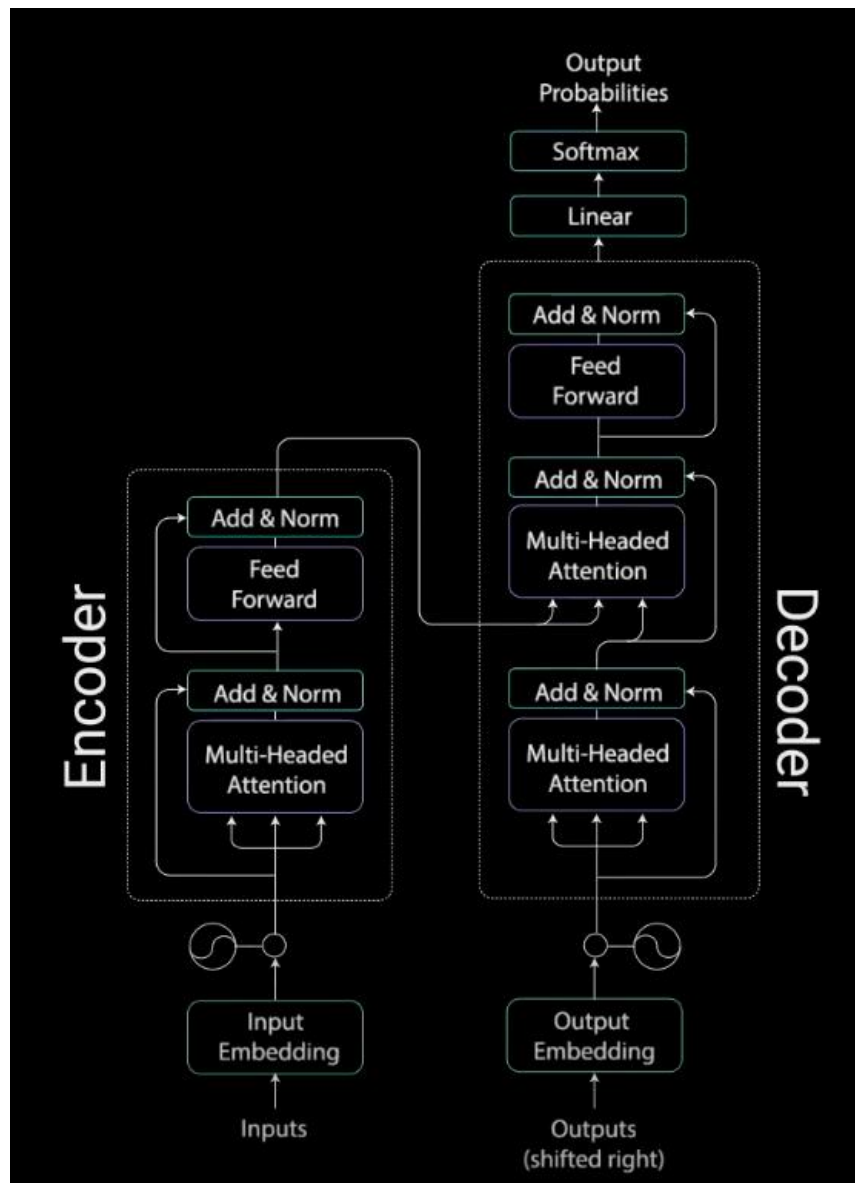 Output
Probabilities
Softmax
Linear
Add & Norm
Feed
Forward
Add & Norm
Multi-Headed
Attention
Add & Norm
Multi-Headed
Attention
Decoder
Output
Embedding
Outputs
(shifted right)
Encoder
Add & Norm
Feed
Forward
Add & Norm
Multi-Headed
Attention
Input
Embedding
Inputs